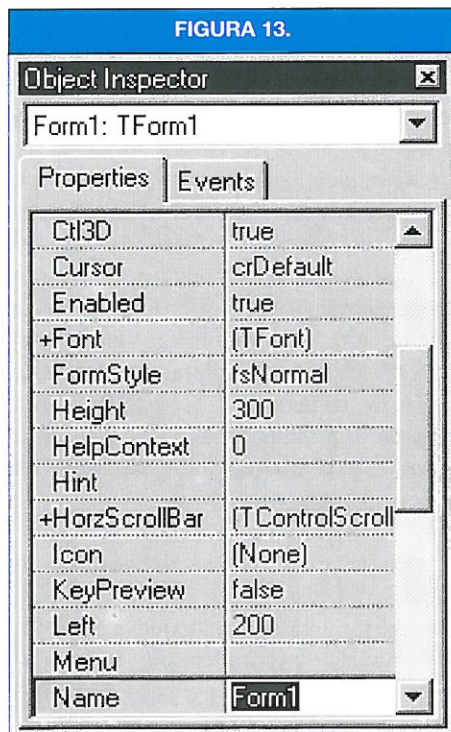 FIGURA 13.
Object Inspector
Form1: TForm1
Properties Events
Ctl3D true
Cursor crDefault
Enabled true
+Font (TFont)
FormStyle fsNormal
Height 300
HelpContext 0
Hint
+HorzScrollBar (TControlScroll
Icon (None)
KeyPreview false
Left 200
Menu
Name Form1